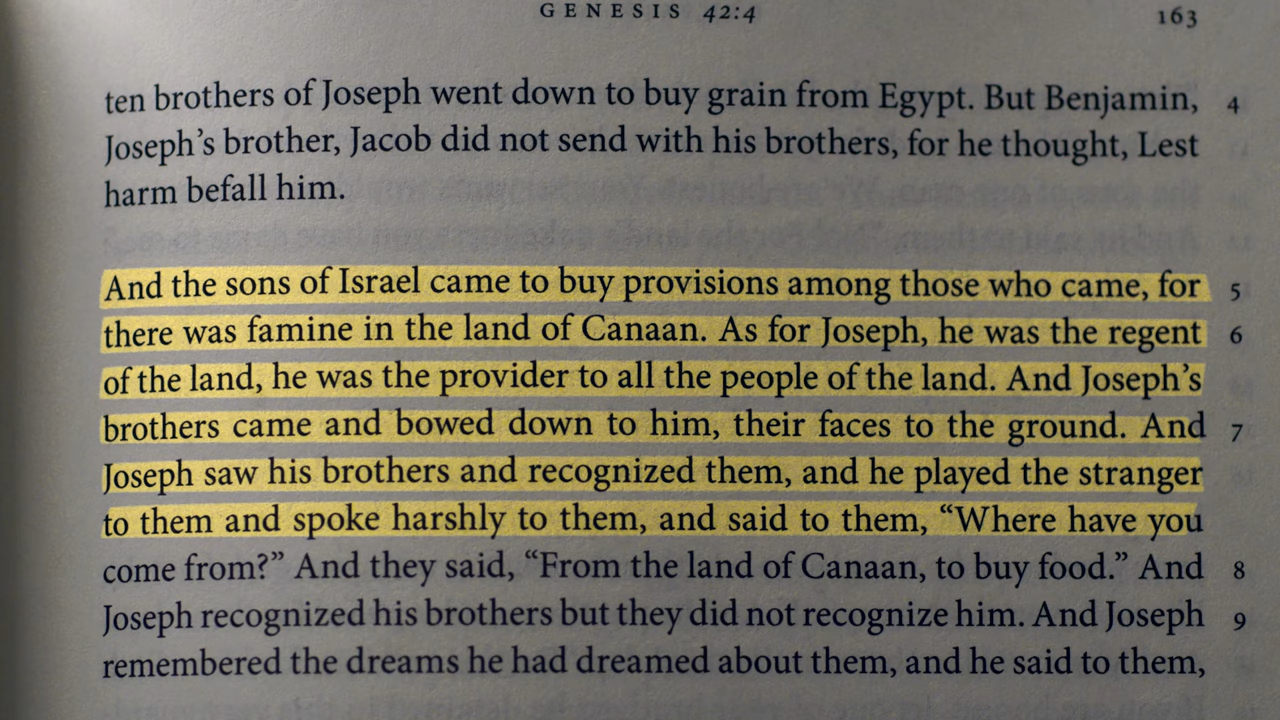 GENESIS 42:4 163
ten brothers of Joseph went down to buy grain from Egypt. But Benjamin, 4
Joseph’s brother, Jacob did not send with his brothers, for he thought, Lest
harm befall him.
And the sons of Israel came to buy provisions among those who came, for 5
there was famine in the land of Canaan. As for Joseph, he was the regent 6
of the land, he was the provider to all the people of the land. And Joseph’s
brothers came and bowed down to him, their faces to the ground. And 7
Joseph saw his brothers and recognized them, and he played the stranger
to them and spoke harshly to them, and said to them, “Where have you
come from?” And they said, “From the land of Canaan, to buy food.” And 8
Joseph recognized his brothers but they did not recognize him. And Joseph 9
remembered the dreams he had dreamed about them, and he said to them,